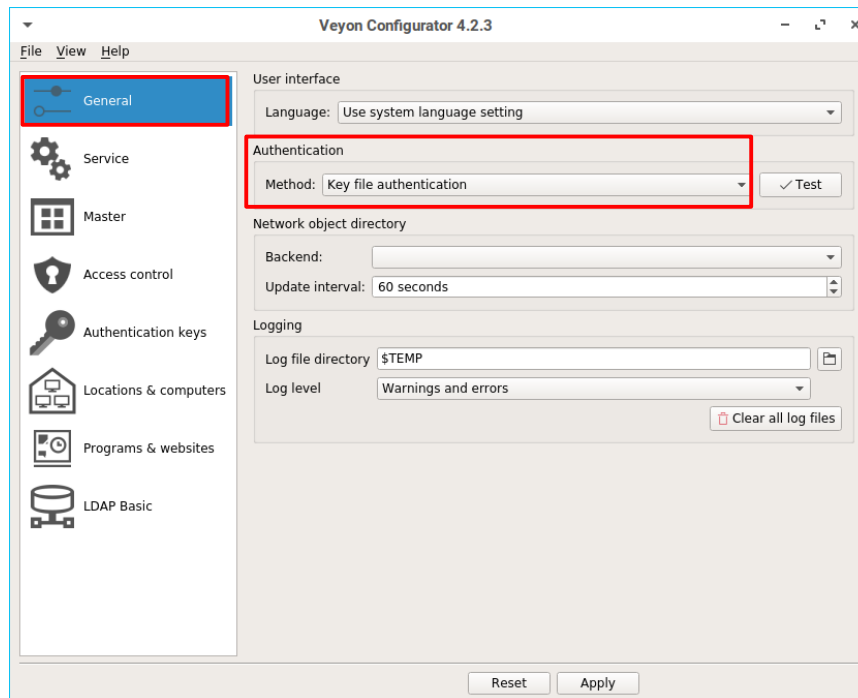 Veyon Configurator 4.2.3
File View Help
General
Service
Master
Access control
Authentication keys
Locations & computers
Programs & websites
LDAP Basic
User interface
Language: Use system language setting
Authentication
Method: Key file authentication Test
Network object directory
Backend:
Update interval: 60 seconds
Logging
Log file directory $TEMP
Log level Warnings and errors
Clear all log files
Reset Apply